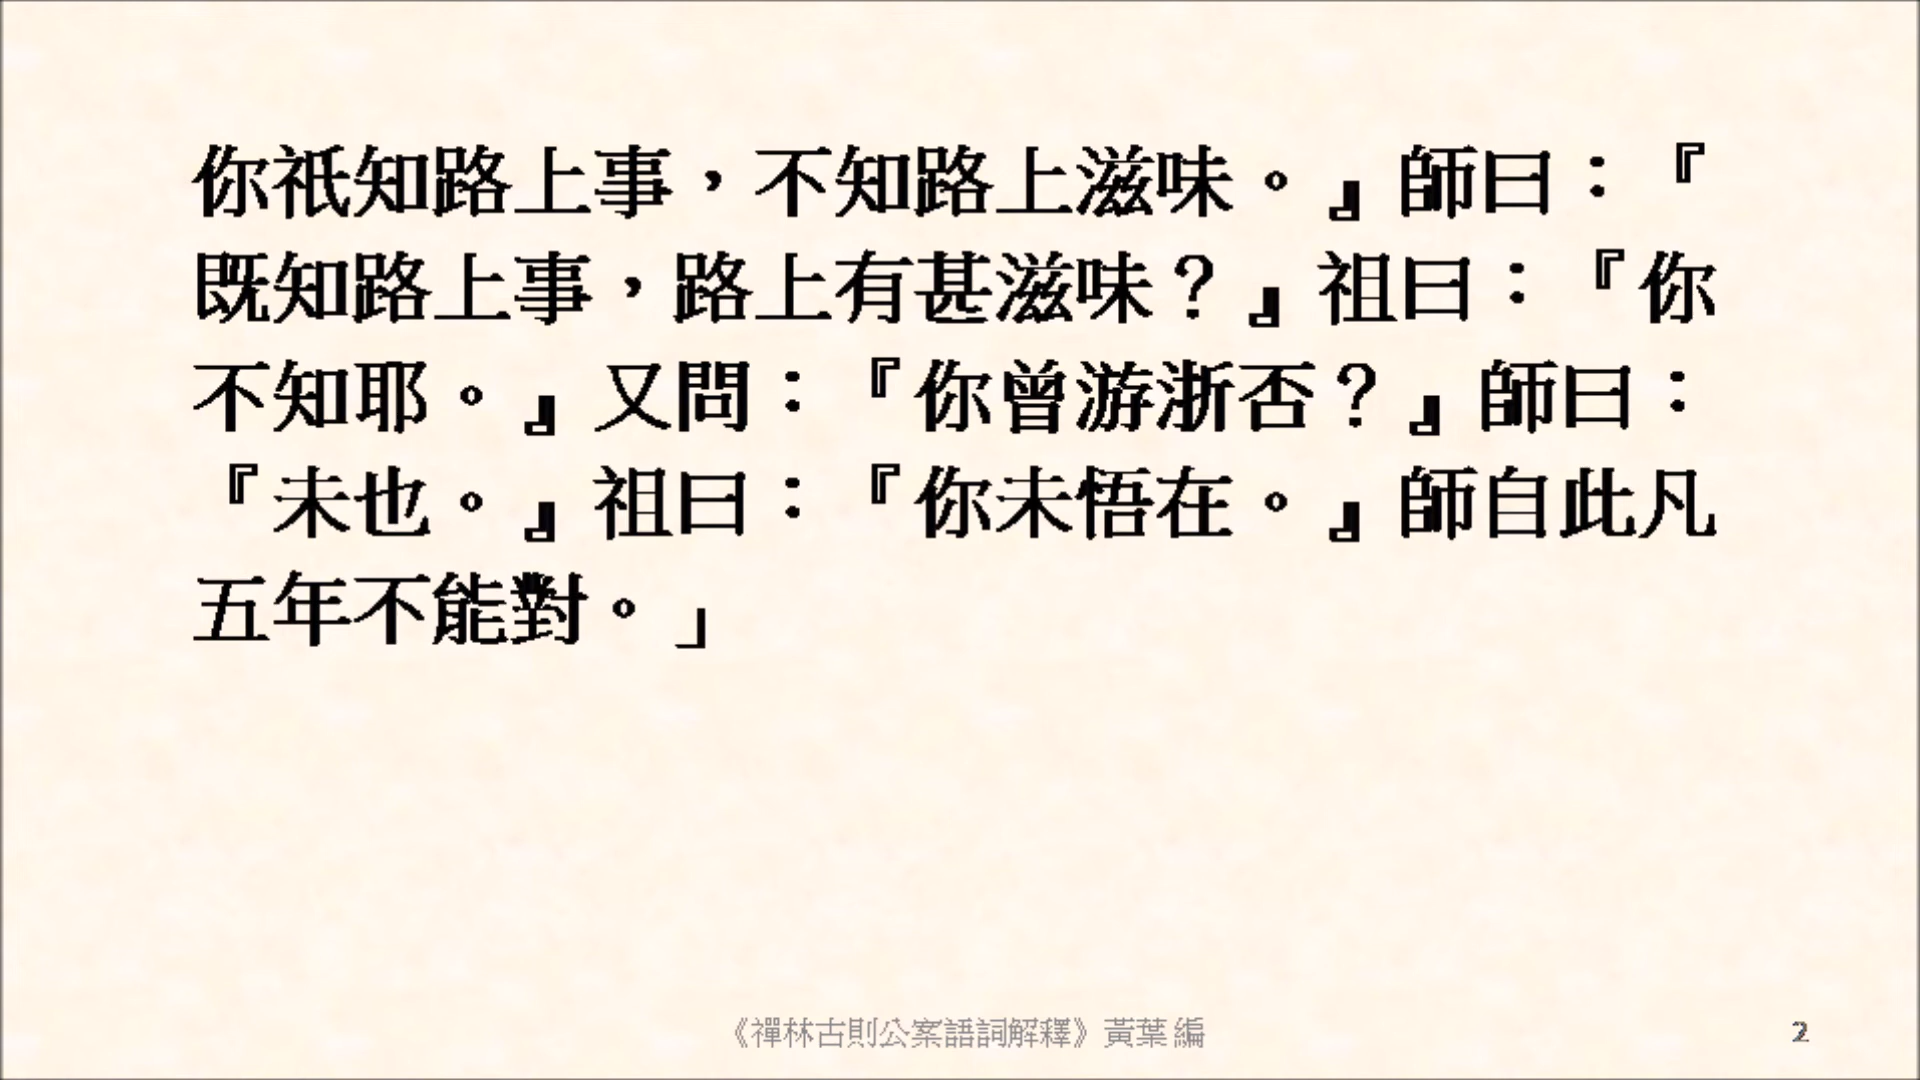 你祇知路上事，不知路上滋味。』師曰：『
既知路上事，路上有甚滋味？』祖曰：『你
不知耶。』又問：『你曾游浙否？』師曰：
『未也。』祖曰：『你未悟在。』師自此凡
五年不能對。」
《禪林古則公案語詞解釋》黃葉 編
2